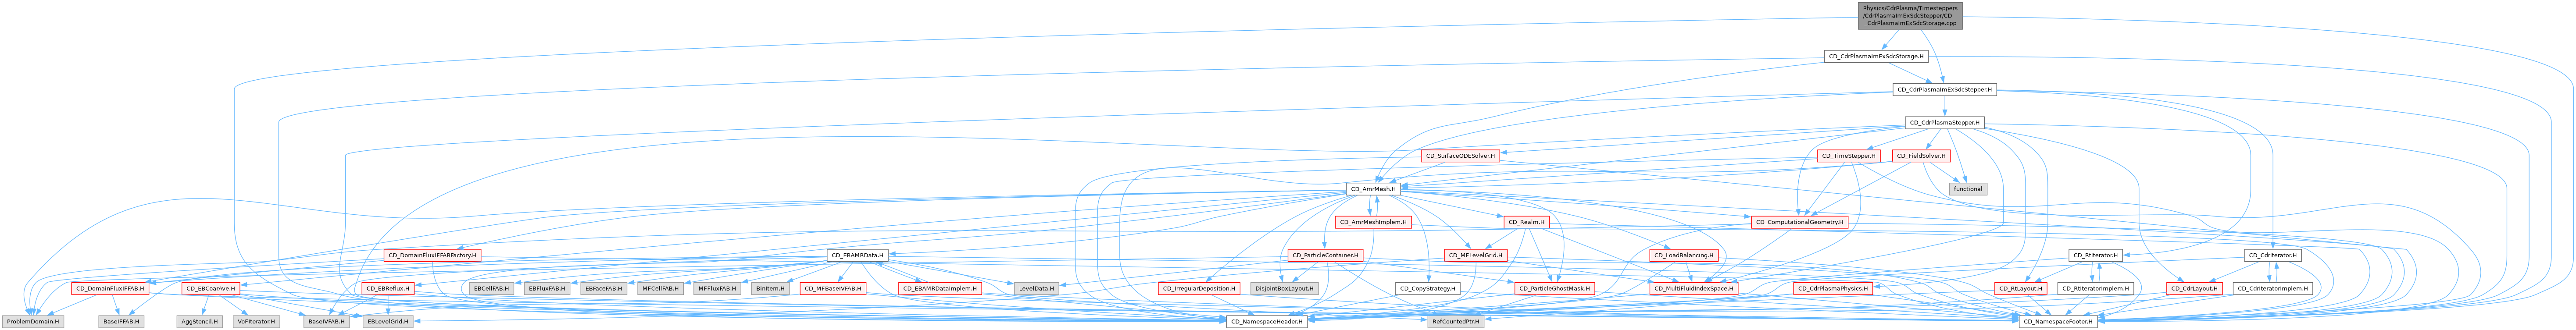 Physics/CdrPlasma/Timesteppers
/CdrPlasmaImExSdcStepper/CD
_CdrPlasmaImExSdcStorage.cpp
CD_CdrPlasmaImExSdcStorage.H
CD_CdrPlasmaImExSdcStepper.H
CD_CdrPlasmaStepper.H
CD_SurfaceODESolver.H
CD_TimeStepper.H
CD_FieldSolver.H
CD_AmrMesh.H
functional
CD_AmrMeshImplem.H
CD_Realm.H
CD_ComputationalGeometry.H
CD_DomainFluxIFFABFactory.H
CD_EBAMRData.H
CD_ParticleContainer.H
CD_MFLevelGrid.H
CD_LoadBalancing.H
CD_RtIterator.H
CD_CdrIterator.H
CD_DomainFluxIFFAB.H
CD_EBCoarAve.H
CD_EBReflux.H
EBCellFAB.H
EBFluxFAB.H
EBFaceFAB.H
MFCellFAB.H
MFFluxFAB.H
BinItem.H
CD_MFBaseIVFAB.H
CD_EBAMRDataImplem.H
LevelData.H
CD_IrregularDeposition.H
DisjointBoxLayout.H
CD_CopyStrategy.H
CD_ParticleGhostMask.H
CD_MultiFluidIndexSpace.H
CD_CdrPlasmaPhysics.H
CD_RtLayout.H
CD_RtIteratorImplem.H
CD_CdrLayout.H
CD_CdrIteratorImplem.H
ProblemDomain.H
BaseIFFAB.H
AggStencil.H
VoFIterator.H
BaseIVFAB.H
EBLevelGrid.H
CD_NamespaceHeader.H
RefCountedPtr.H
CD_NamespaceFooter.H